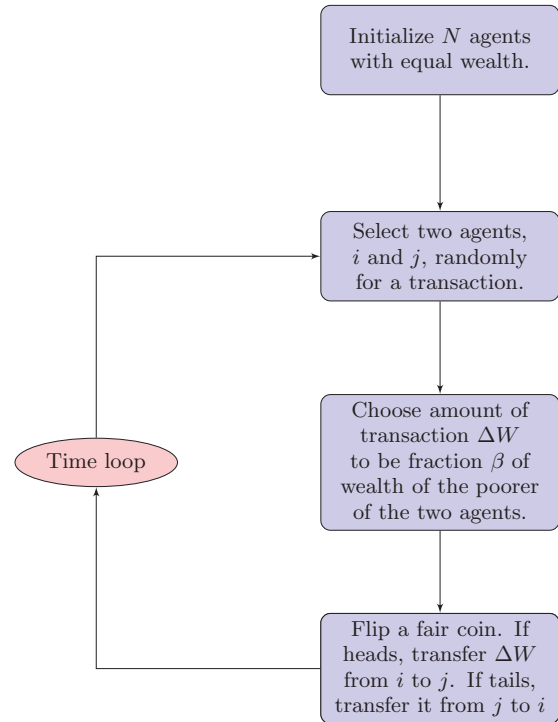 Initialize N agents
with equal wealth.
Select two agents,
i and j, randomly
for a transaction.
Choose amount of
transaction ΔW
to be fraction β of
wealth of the poorer
of the two agents.
Time loop
Flip a fair coin. If
heads, transfer ΔW
from i to j. If tails,
transfer it from j to i